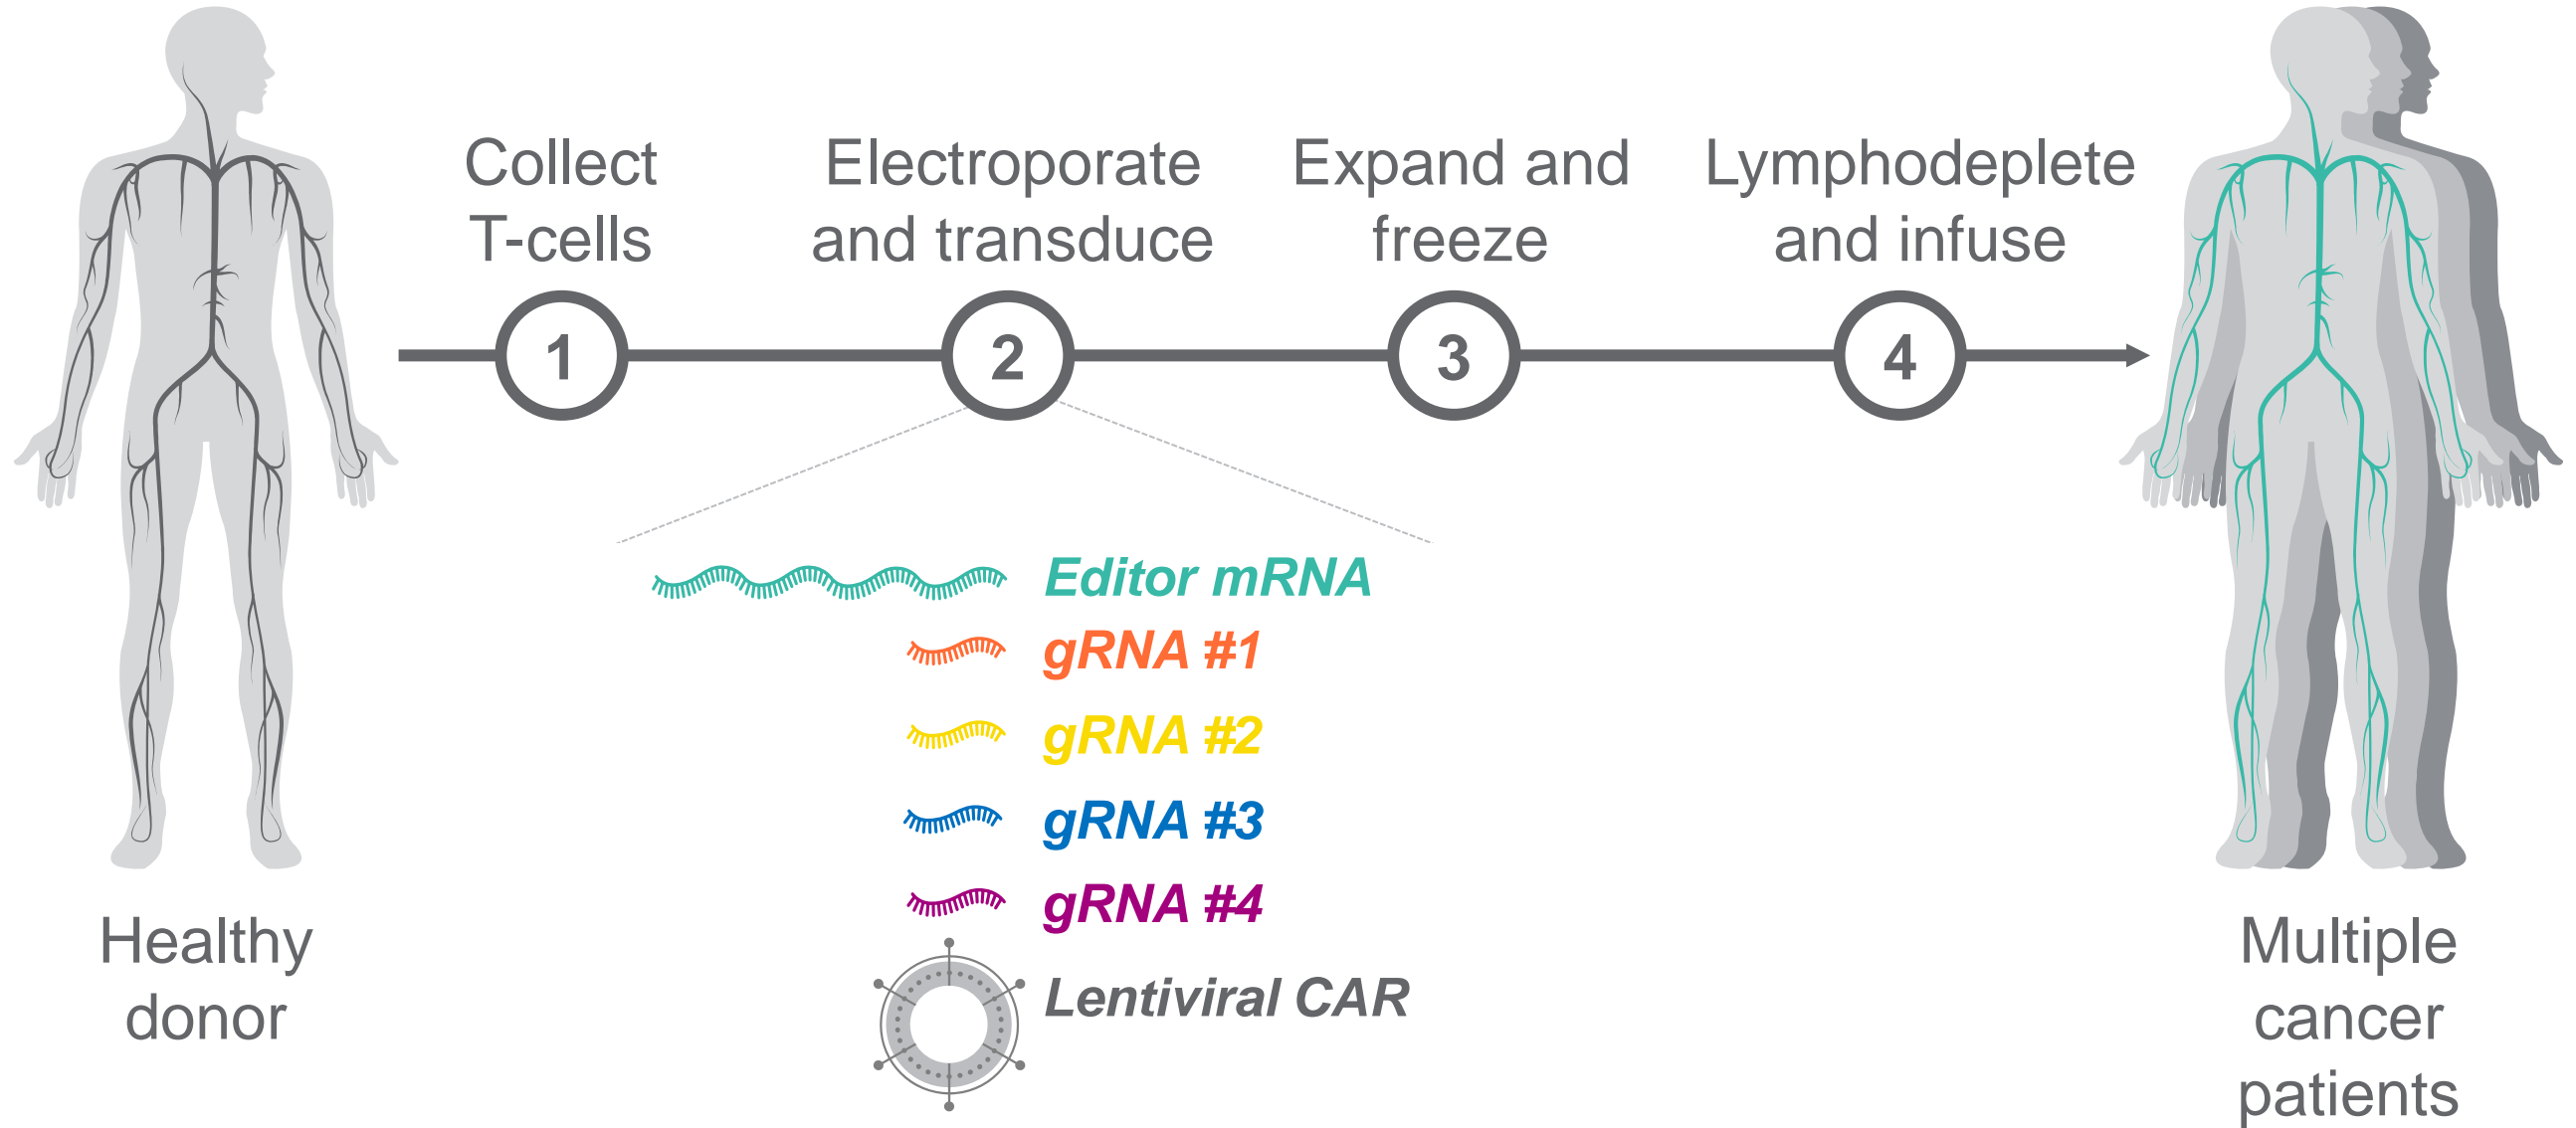 Collect
T-cells
Electroporate
and transduce
Expand and
freeze
Lymphodeplete
and infuse
1
2
3
4
Editor mRNA
gRNA #1
gRNA #2
gRNA #3
gRNA #4
Lentiviral CAR
Healthy
donor
Multiple
cancer
patients